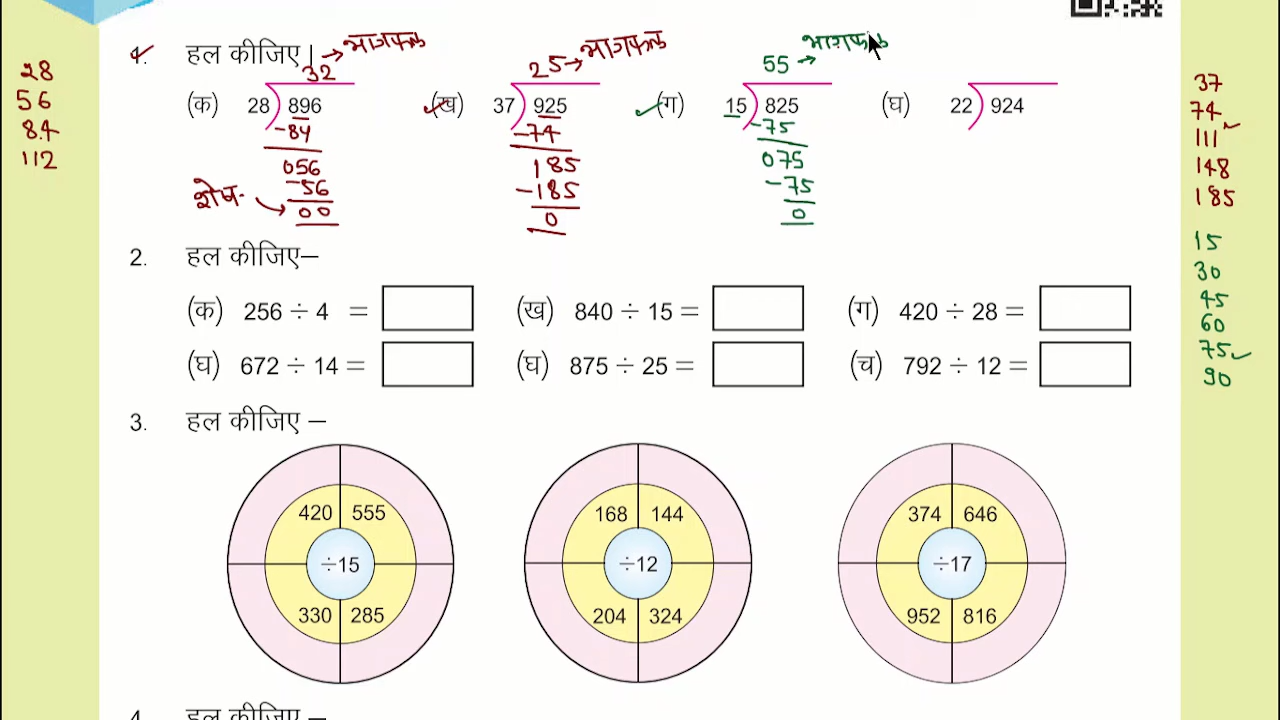 1. हल कीजिए।
(क) 28 ) 896 32 → भागफल
-84
056
-56
00
शेष →
(ख) 37 ) 925 25 → भागफल
-74
185
-185
0
(ग) 15 ) 825 55 → भागफल
-75
075
-75
0
(घ) 22 ) 924
28
56
84
112
37
74
111 ✓
148
185
15
30
45
60
75 ✓
90
2. हल कीजिए–
(क) 256 ÷ 4 =
(ख) 840 ÷ 15 =
(ग) 420 ÷ 28 =
(घ) 672 ÷ 14 =
(घ) 875 ÷ 25 =
(च) 792 ÷ 12 =
3. हल कीजिए –
420 555
÷15
330 285
168 144
÷12
204 324
374 646
÷17
952 816
4. हल कीजिए –